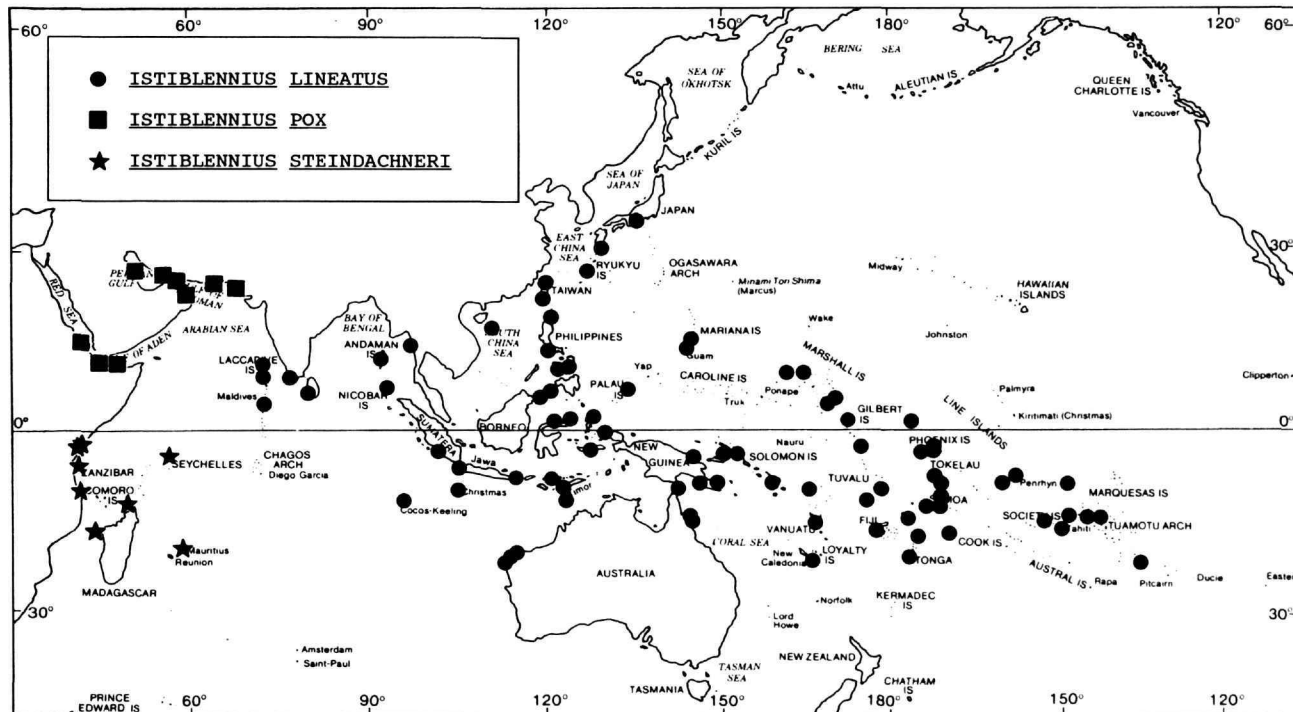 60° 90° 120° 150° 180° 150° 120° 60°
60°
ISTIBLENNIUS LINEATUS
ISTIBLENNIUS POX
ISTIBLENNIUS STEINDACHNERI
BERING SEA
SEA OF
OKHOTSK
Attu
ALEUTIAN IS
QUEEN
CHARLOTTE IS
Vancouver
KURIL IS
SEA OF
JAPAN
JAPAN
EAST
CHINA
SEA
30°
RYUKYU
IS
OGASAWARA
ARCH
Midway
HAWAIIAN
ISLANDS
Minami Tori Shima
(Marcus)
TAIWAN
RED SEA
GULF
OF ADEN
ARABIAN SEA
BAY OF
BENGAL
ANDAMAN
IS
SOUTH
CHINA
SEA
PHILIPPINES
MARIANA IS
Guam
Wake
Johnston
LACCADIVE
IS
Maldives
NICOBAR
IS
Yap
PALAU
IS
CAROLINE IS
Truk
Ponape
MARSHALL IS
Palmyra
Clipperton
Kiritimati (Christmas)
GILBERT
IS
LINE ISLANDS
0° 0°
SUMATERA
BORNEO
NEW
GUINEA
Nauru
SOLOMON IS
PHOENIX IS
TOKELAU
ZANZIBAR
SEYCHELLES
CHAGOS
ARCH
Diego Garcia
Jawa
Christmas
Cocos-Keeling
TUVALU
Penrhyn
MARQUESAS IS
COMORO
IS
Mauritius
Reunion
MADAGASCAR
VANUATU
FIJI
SOCIETY IS
Tahiti
TUAMOTU ARCH
CORAL SEA
New
Caledonia
LOYALTY
IS
TONGA
COOK IS
AUSTRAL IS
Rapa
Pitcairn
Ducie
Easter
AUSTRALIA
30° 30°
Norfolk
KERMADEC
IS
Lord
Howe
Amsterdam
Saint-Paul
NEW ZEALAND
TASMAN
SEA
TASMANIA
CHATHAM
IS
PRINCE
EDWARD IS
60° 90° 120° 150° 180° 150° 120°